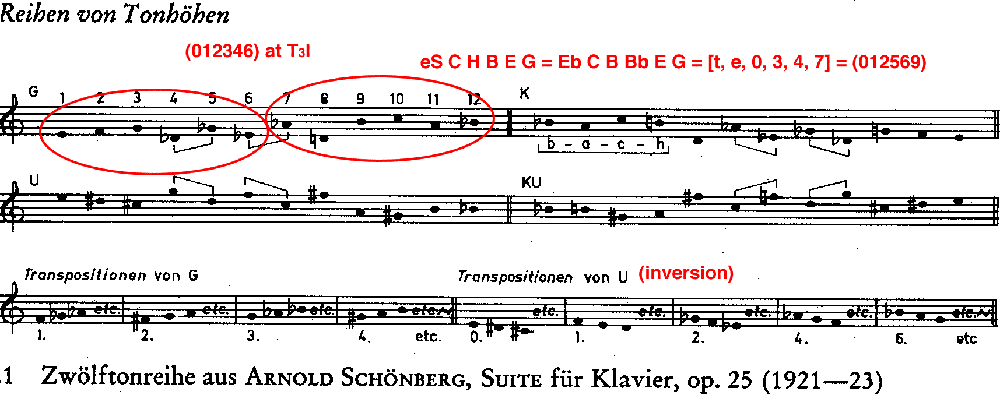 Reihen von Tonhöhen
(012346) at T3I
eS C H B E G = Eb C B Bb E G = [t, e, 0, 3, 4, 7] = (012569)
G 1 2 3 4 5 6 7 8 9 10 11 12 K
b - a - c - h
U KU
Transpositionen von G Transpositionen von U (inversion)
etc. etc. etc. etc. etc. etc. etc. etc. etc.
1. 2. 3. 4. etc. 0. 1. 2. 4. 6. etc
.1 Zwölftonreihe aus ARNOLD SCHÖNBERG, SUITE für Klavier, op. 25 (1921—23)